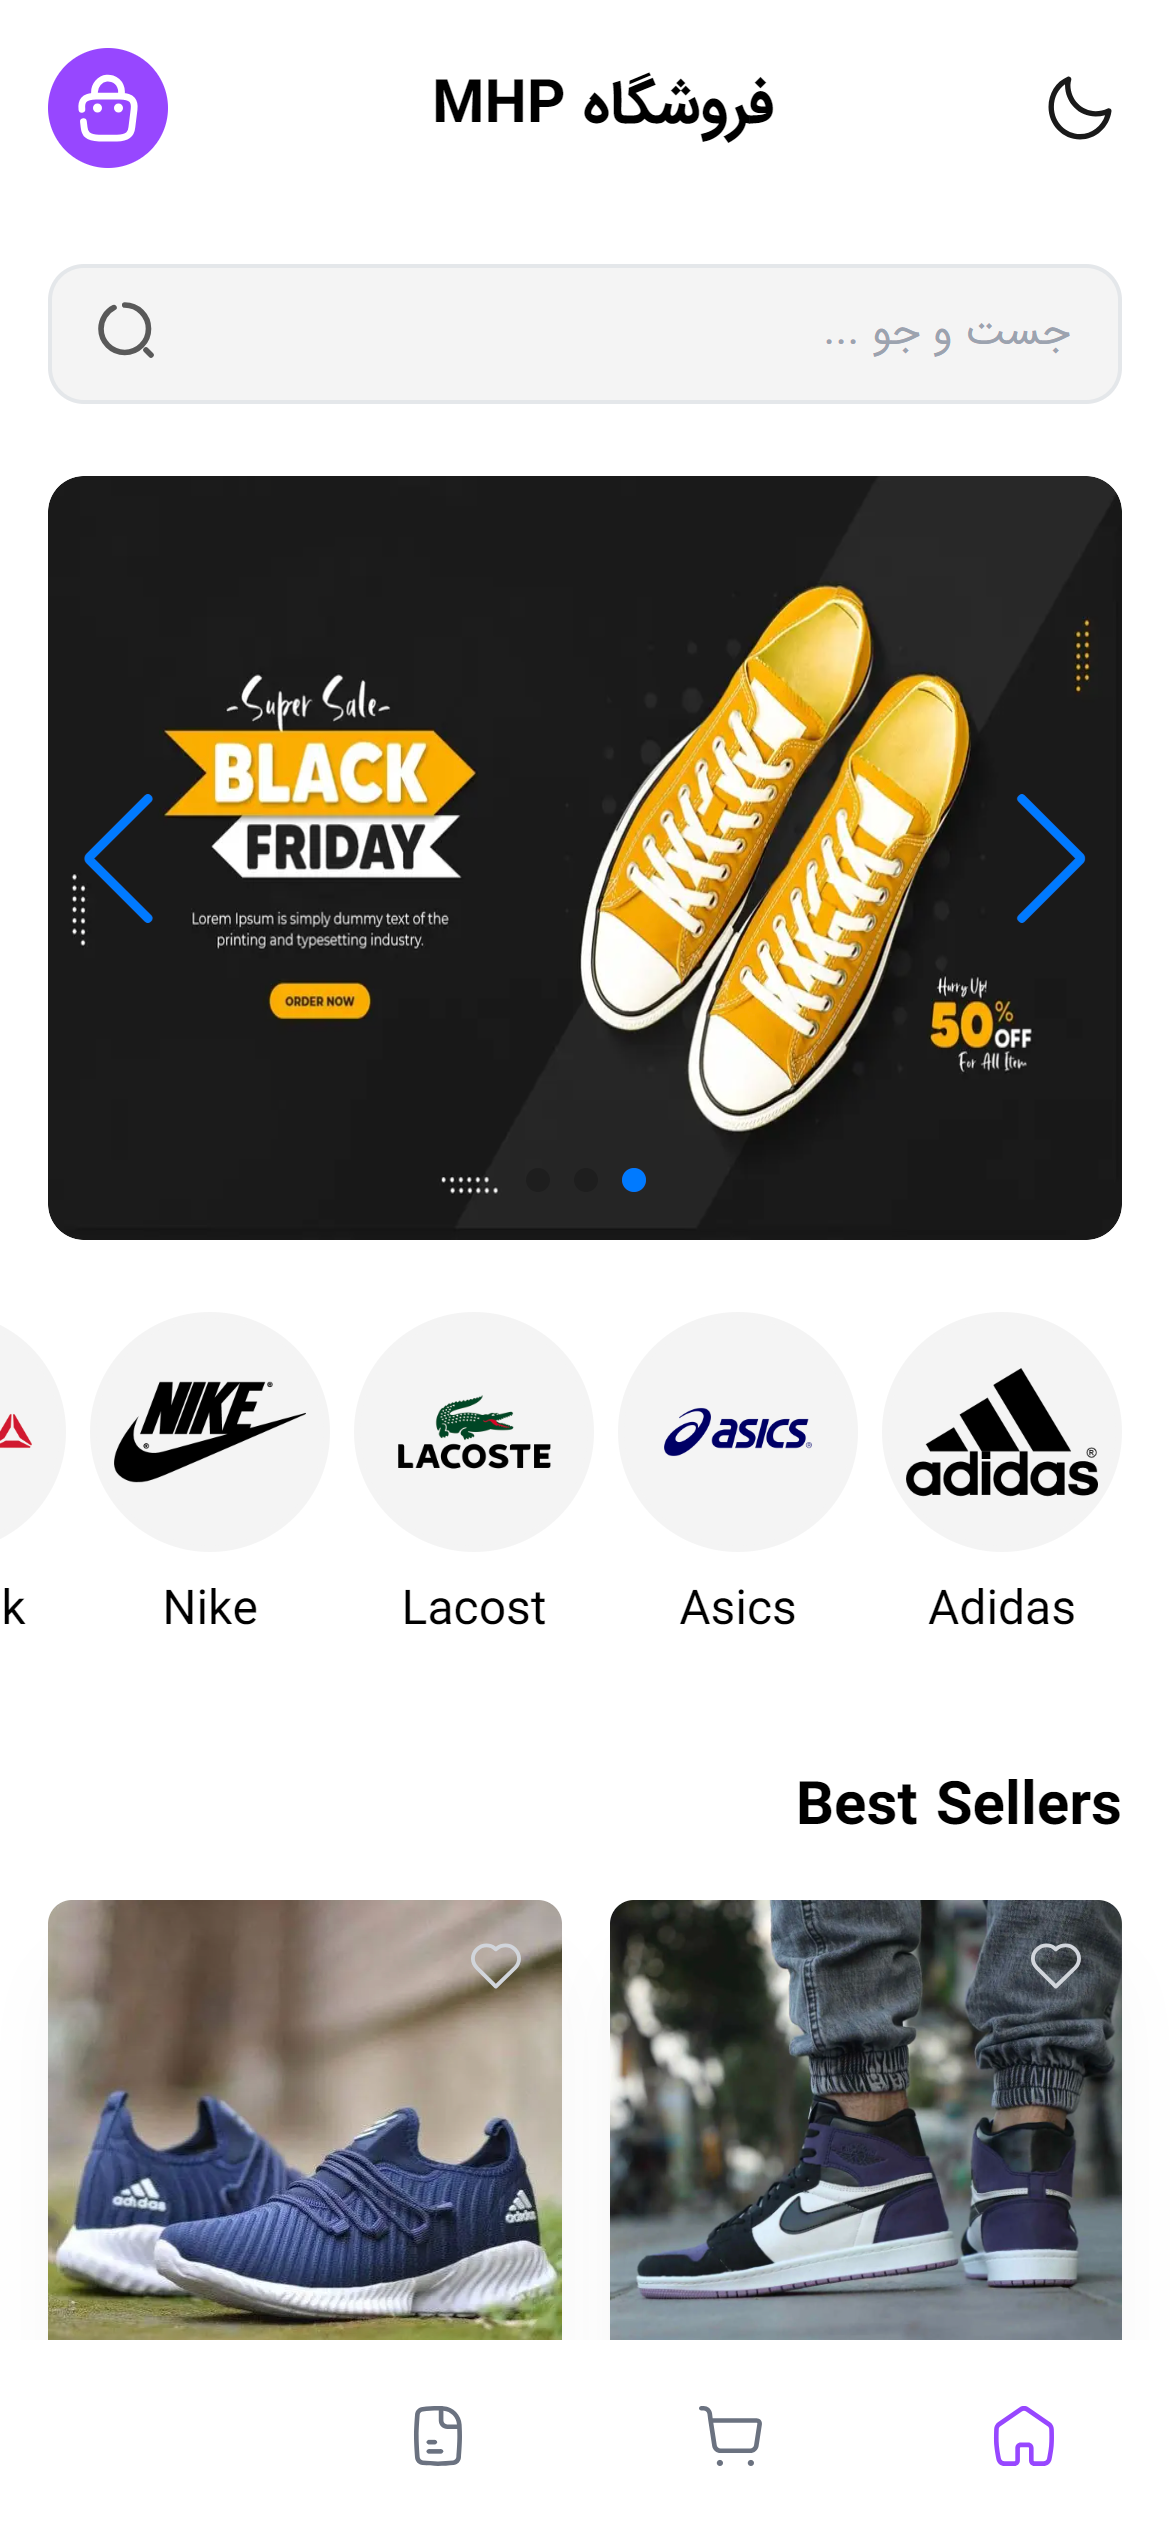 فروشگاه MHP
جست و جو ...
-Super Sale-
BLACK
FRIDAY
Lorem Ipsum is simply dummy text of the
printing and typesetting industry.
ORDER NOW
Hurry Up!
50% OFF
For All Item
adidas®
asics®
LACOSTE
NIKE®
Adidas
Asics
Lacost
Nike
k
Best Sellers
adidas
adidas